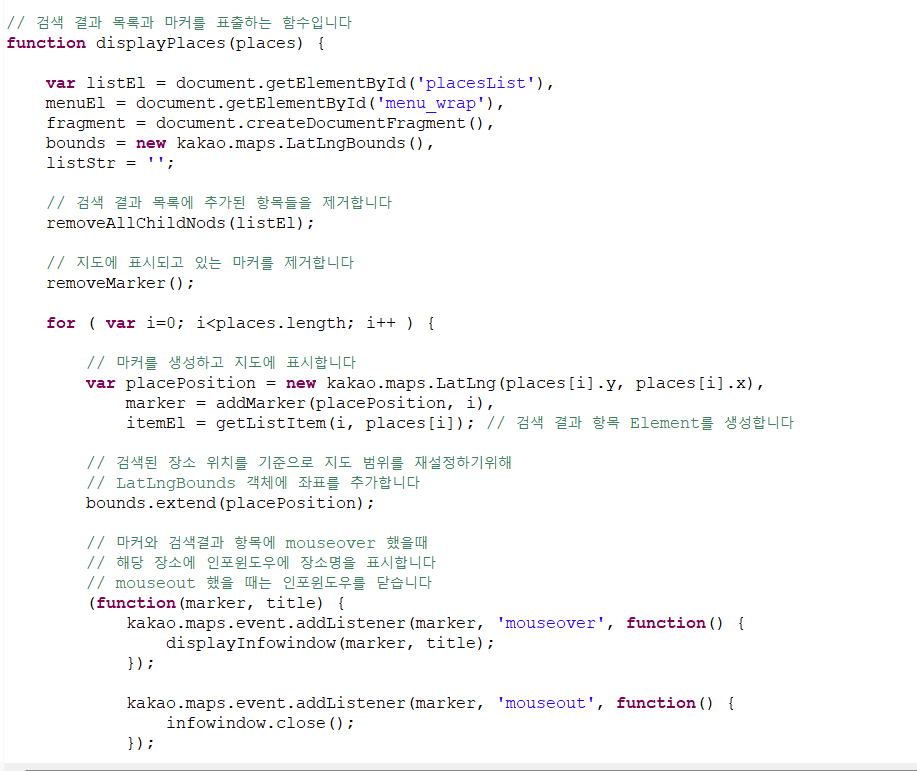 // 검색 결과 목록과 마커를 표출하는 함수입니다
function displayPlaces(places) {
var listEl = document.getElementById('placesList'),
menuEl = document.getElementById('menu_wrap'),
fragment = document.createDocumentFragment(),
bounds = new kakao.maps.LatLngBounds(),
listStr = '';
// 검색 결과 목록에 추가된 항목들을 제거합니다
removeAllChildNods(listEl);
// 지도에 표시되고 있는 마커를 제거합니다
removeMarker();
for ( var i=0; i<places.length; i++ ) {
// 마커를 생성하고 지도에 표시합니다
var placePosition = new kakao.maps.LatLng(places[i].y, places[i].x),
marker = addMarker(placePosition, i),
itemEl = getListItem(i, places[i]); // 검색 결과 항목 Element를 생성합니다
// 검색된 장소 위치를 기준으로 지도 범위를 재설정하기위해
// LatLngBounds 객체에 좌표를 추가합니다
bounds.extend(placePosition);
// 마커와 검색결과 항목에 mouseover 했을때
// 해당 장소에 인포윈도우에 장소명을 표시합니다
// mouseout 했을 때는 인포윈도우를 닫습니다
(function(marker, title) {
kakao.maps.event.addListener(marker, 'mouseover', function() {
displayInfowindow(marker, title);
});
kakao.maps.event.addListener(marker, 'mouseout', function() {
infowindow.close();
});